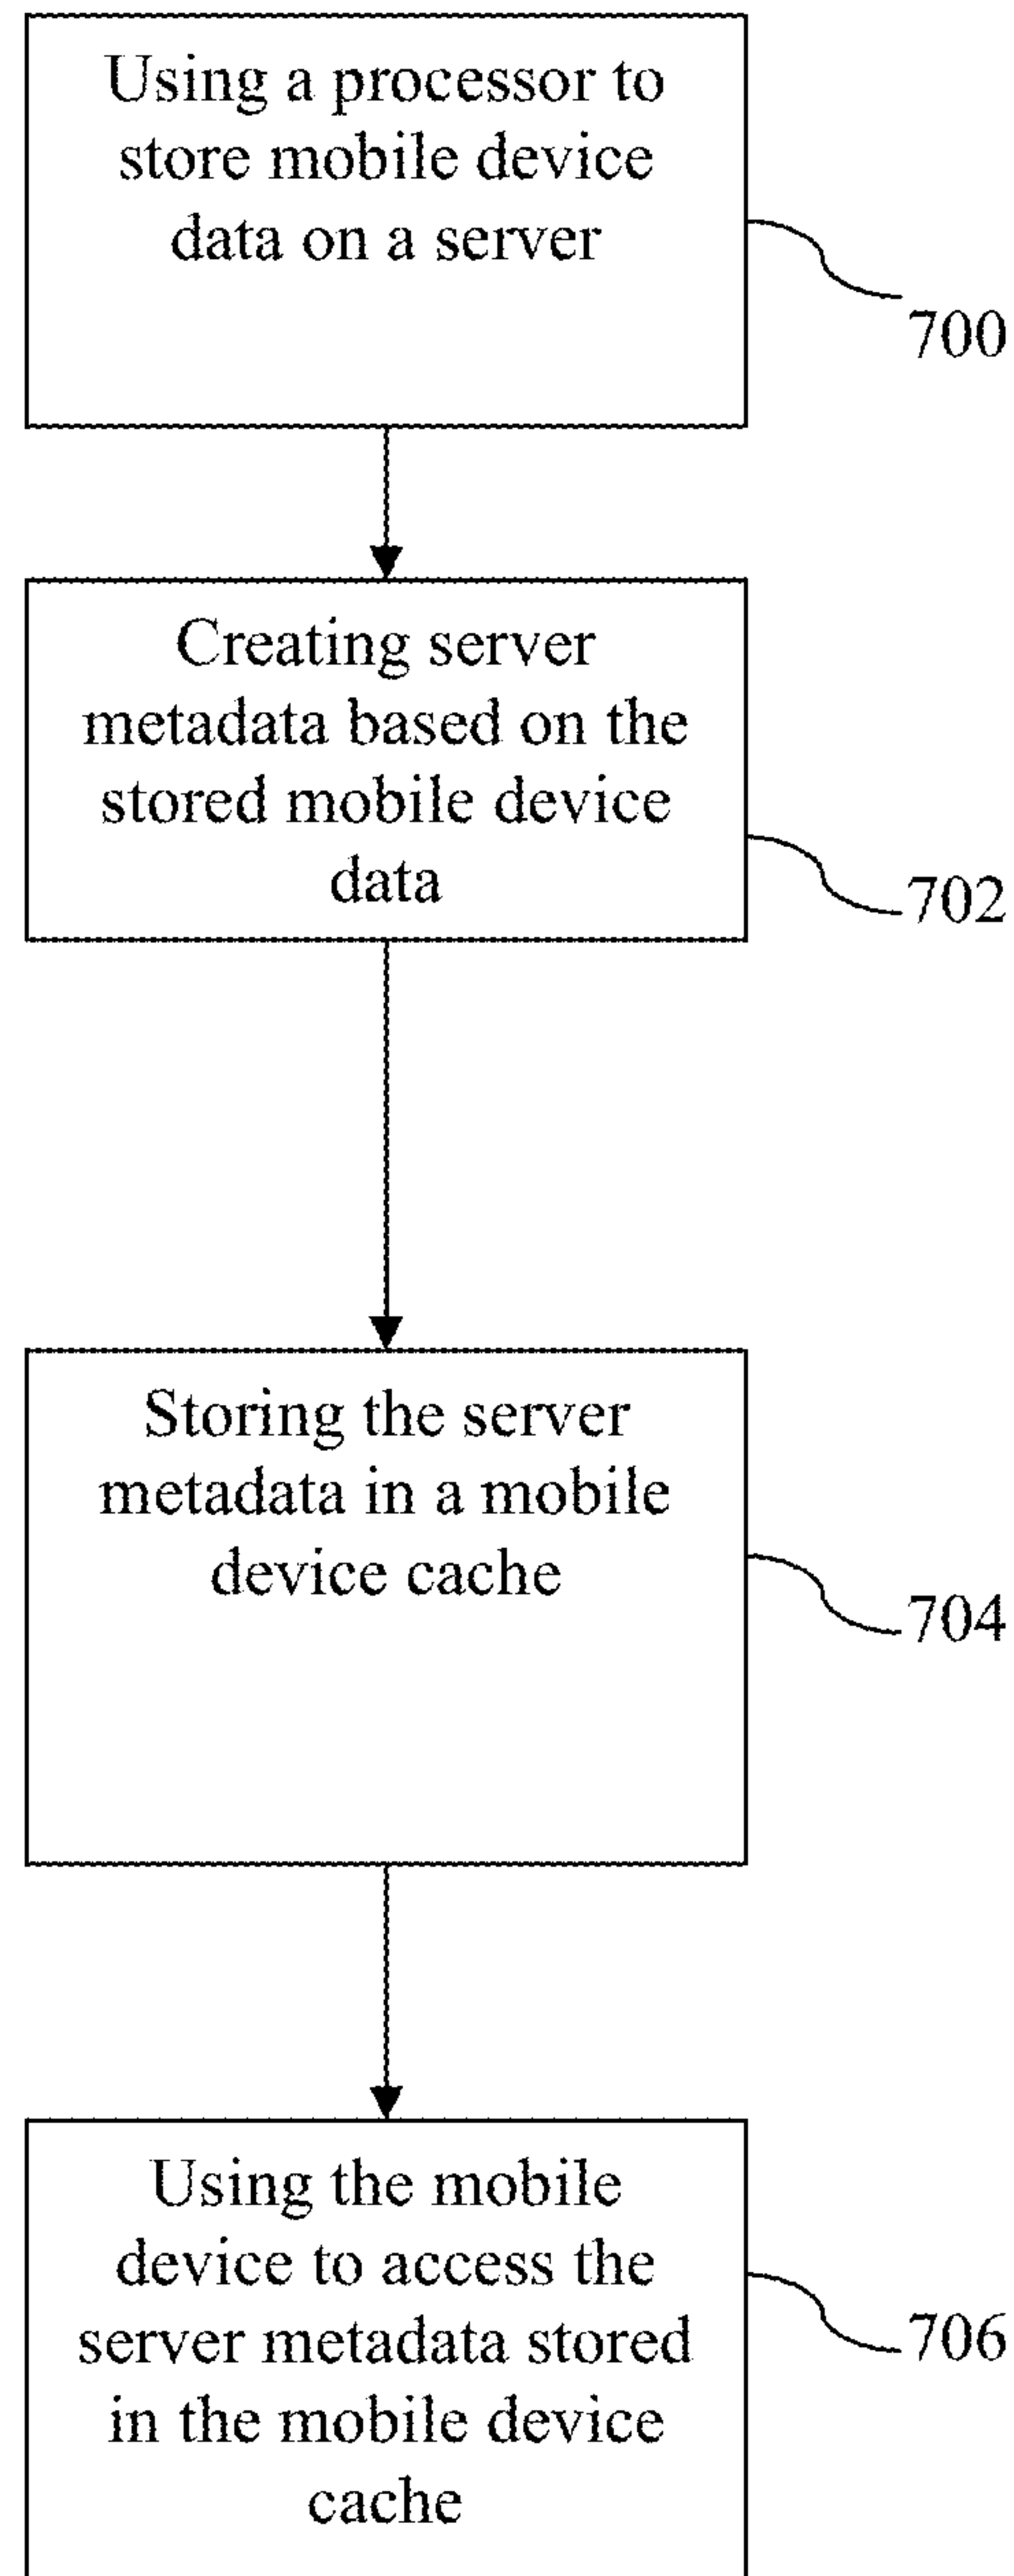 Using a processor to
store mobile device
data on a server
700
Creating server
metadata based on the
stored mobile device
data
702
Storing the server
metadata in a mobile
device cache
704
Using the mobile
device to access the
server metadata stored
in the mobile device
cache
706